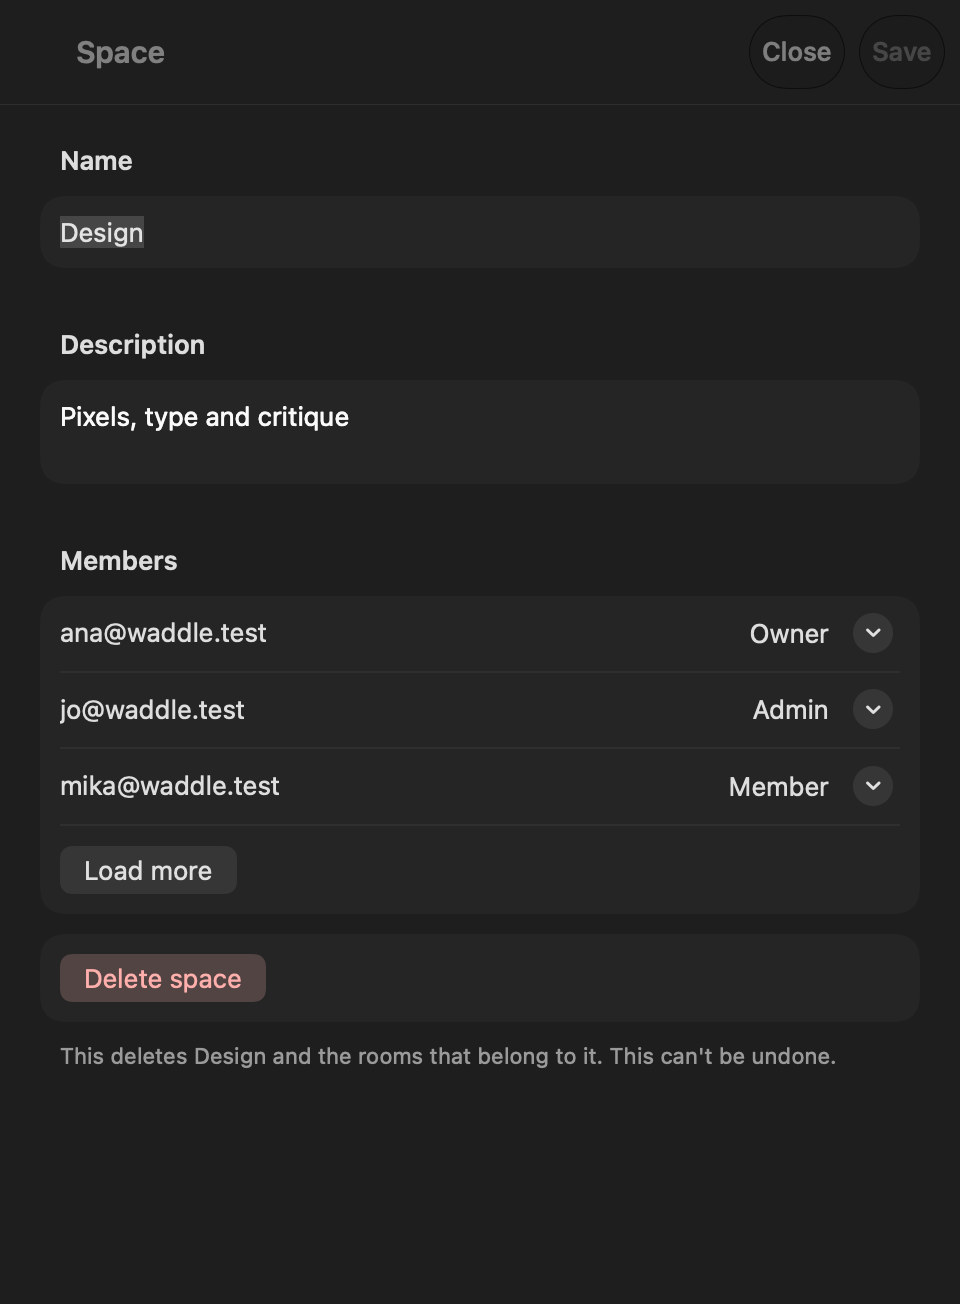 Space
Close
Save
Name
Design
Description
Pixels, type and critique
Members
ana@waddle.test
Owner
jo@waddle.test
Admin
mika@waddle.test
Member
Load more
Delete space
This deletes Design and the rooms that belong to it. This can't be undone.